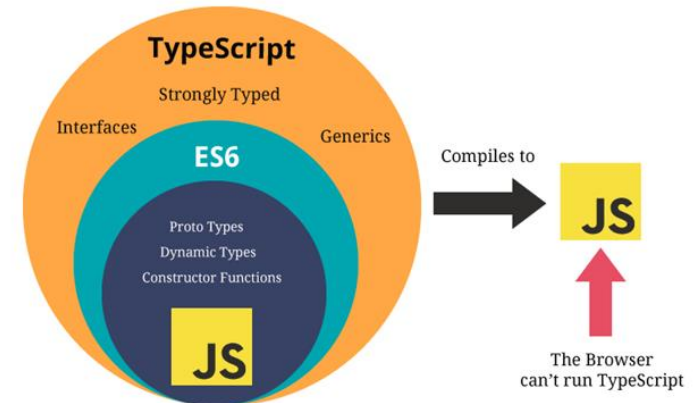 TypeScript
Strongly Typed
Interfaces
Generics
ES6
Proto Types
Dynamic Types
Constructor Functions
JS
Compiles to
JS
The Browser
can't run TypeScript